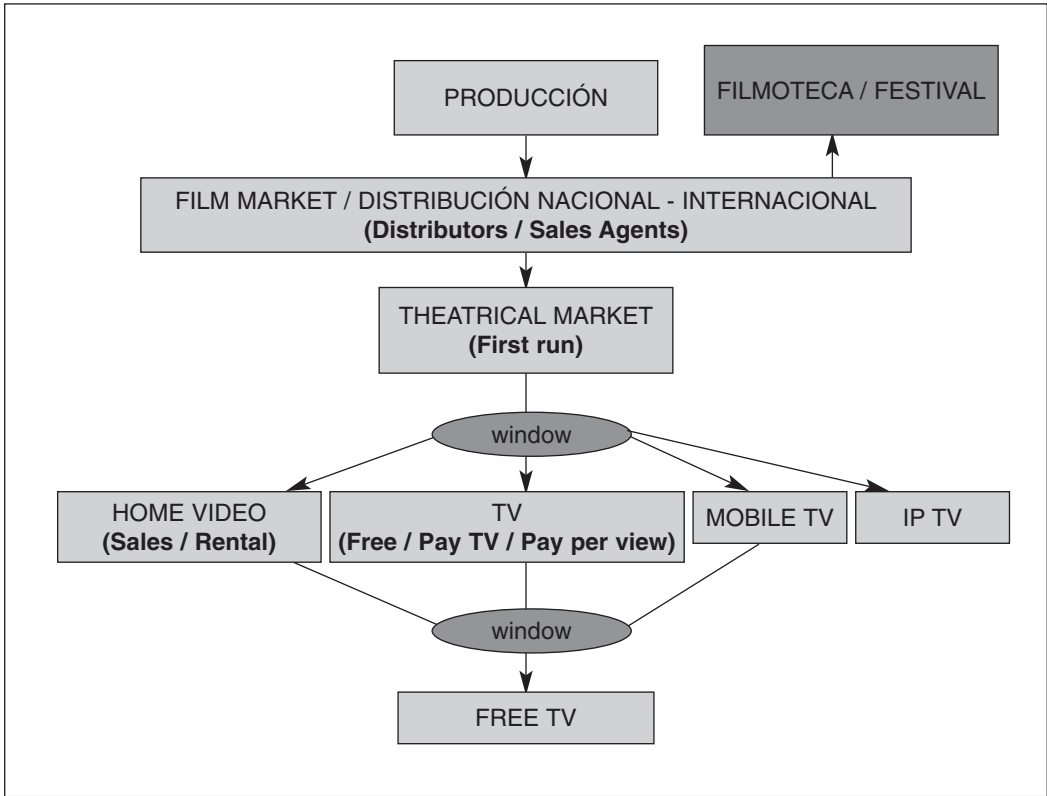 PRODUCCIÓN
FILMOTECA / FESTIVAL
FILM MARKET / DISTRIBUCIÓN NACIONAL - INTERNACIONAL
(Distributors / Sales Agents)
THEATRICAL MARKET
(First run)
window
HOME VIDEO
(Sales / Rental)
TV
(Free / Pay TV / Pay per view)
MOBILE TV
IP TV
window
FREE TV